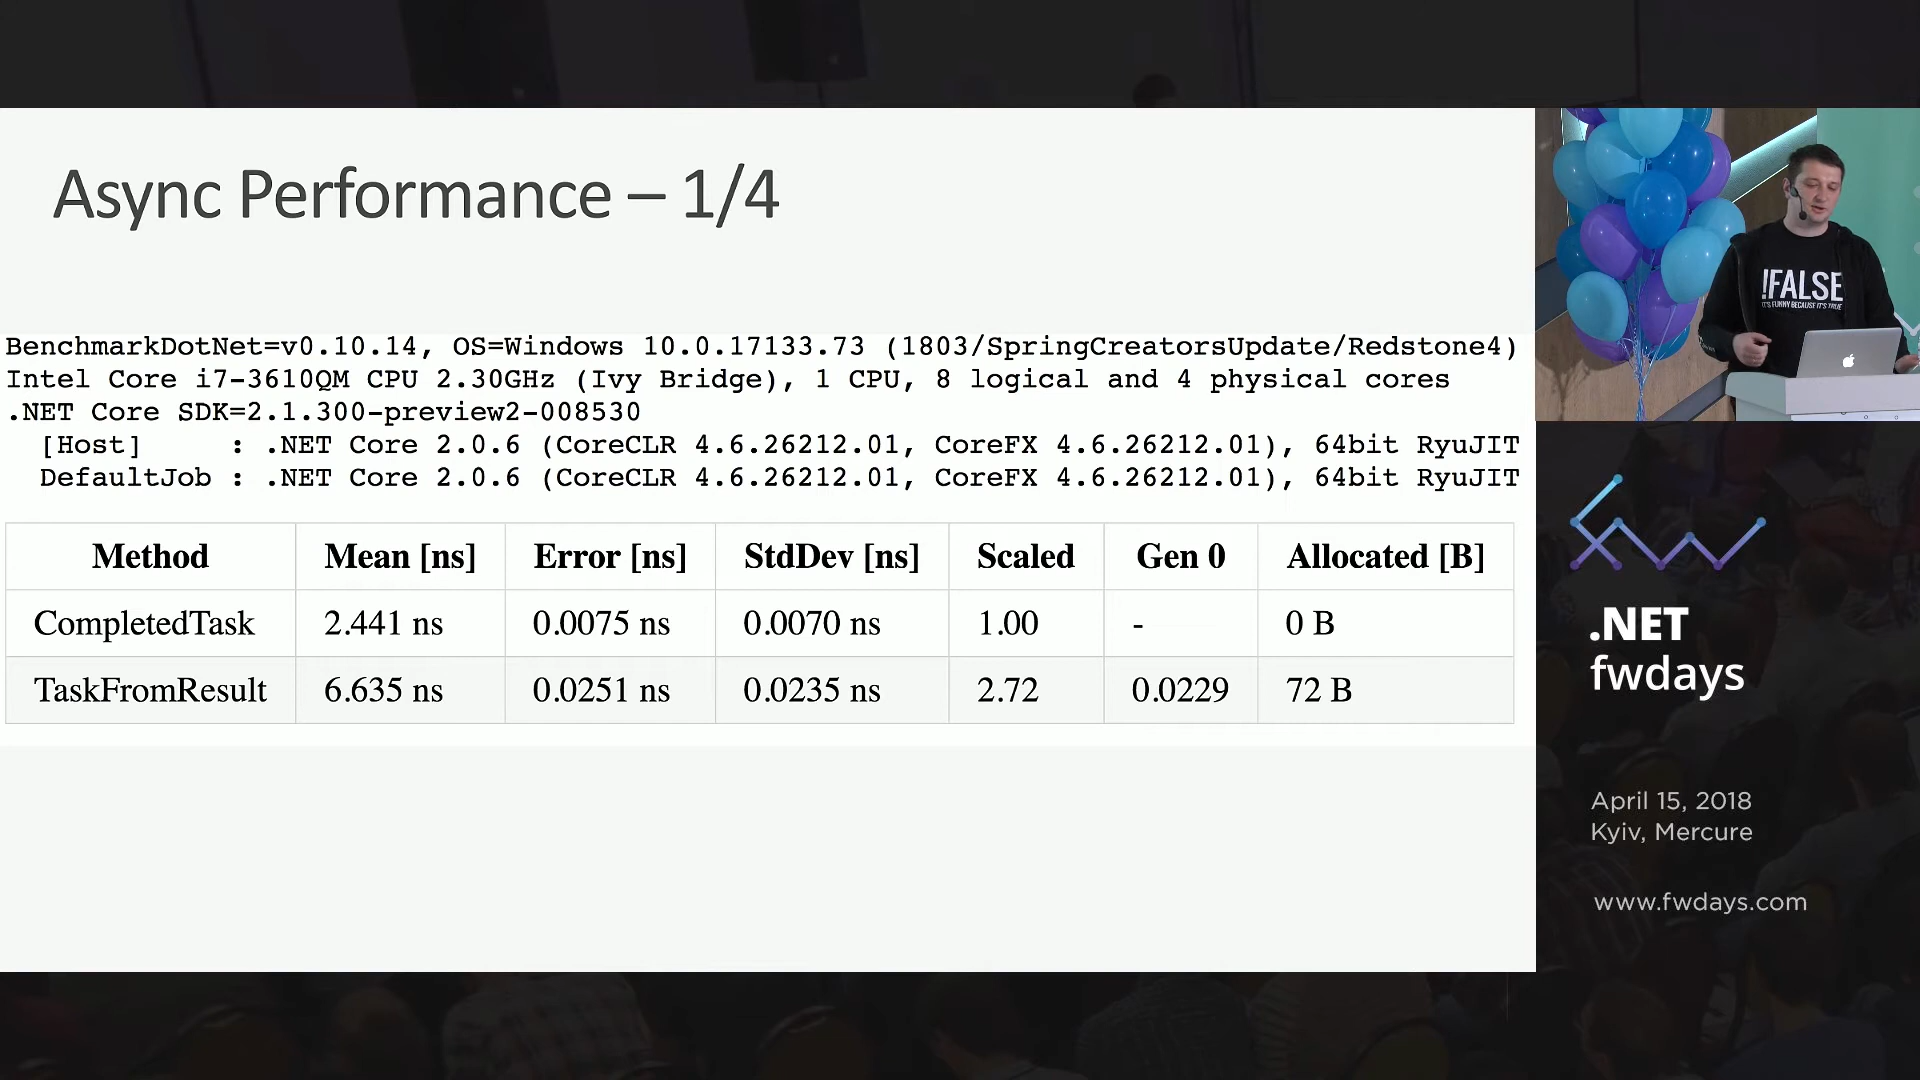 Async Performance – 1/4
BenchmarkDotNet=v0.10.14, OS=Windows 10.0.17133.73 (1803/SpringCreatorsUpdate/Redstone4)
Intel Core i7-3610QM CPU 2.30GHz (Ivy Bridge), 1 CPU, 8 logical and 4 physical cores
.NET Core SDK=2.1.300-preview2-008530
[Host] : .NET Core 2.0.6 (CoreCLR 4.6.26212.01, CoreFX 4.6.26212.01), 64bit RyuJIT
DefaultJob : .NET Core 2.0.6 (CoreCLR 4.6.26212.01, CoreFX 4.6.26212.01), 64bit RyuJIT
Method Mean [ns] Error [ns] StdDev [ns] Scaled Gen 0 Allocated [B]
CompletedTask 2.441 ns 0.0075 ns 0.0070 ns 1.00 - 0 B
TaskFromResult 6.635 ns 0.0251 ns 0.0235 ns 2.72 0.0229 72 B
!FALSE
IT'S FUNNY BECAUSE IT'S TRUE
.NET
fwdays
April 15, 2018
Kyiv, Mercure
www.fwdays.com